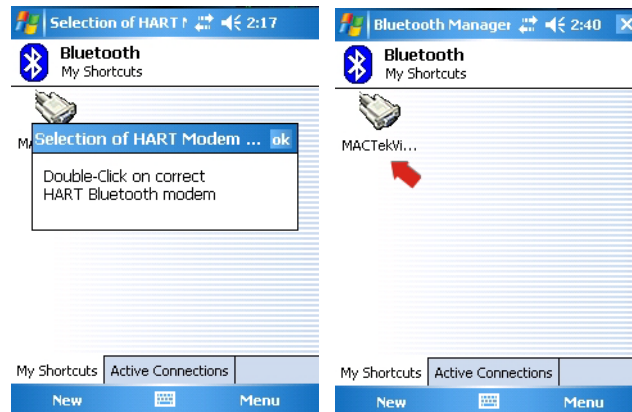 Selection of HART M 2:17
Bluetooth
My Shortcuts
Selection of HART Modem ... ok
Double-Click on correct
HART Bluetooth modem
My Shortcuts Active Connections
New Menu
Bluetooth Manager 2:40
Bluetooth
My Shortcuts
MACTekVi...
My Shortcuts Active Connections
New Menu